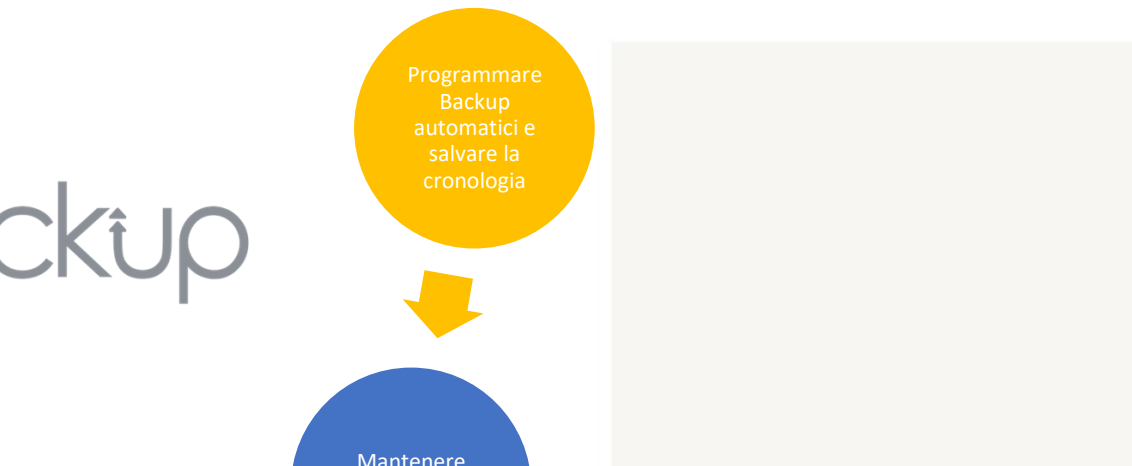 Programmare
Backup
automatici e
salvare la
cronologia
ckup
Mantenere